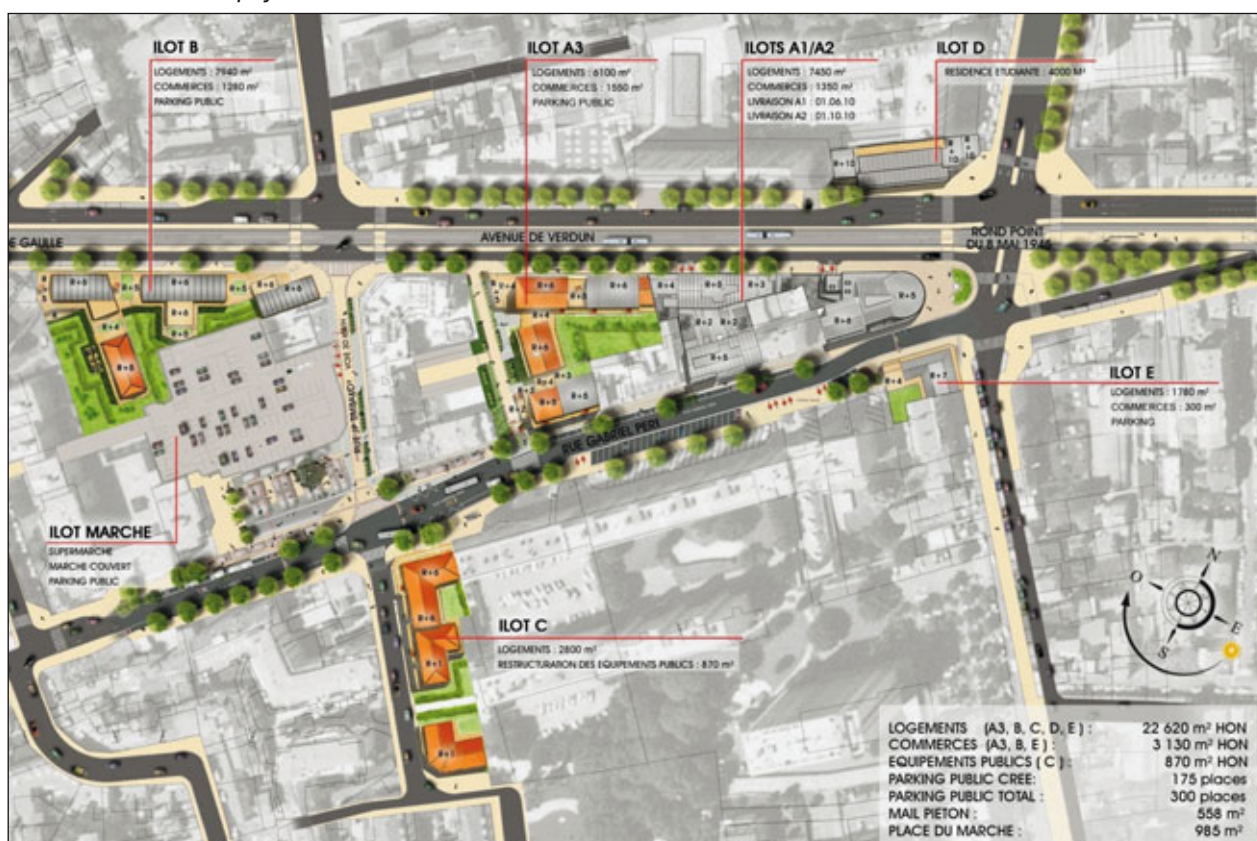 ILOT B
LOGEMENTS : 7940 m²
COMMERCES : 1280 m²
PARKING PUBLIC
ILOT A3
LOGEMENTS : 6100 m²
COMMERCES : 1550 m²
PARKING PUBLIC
ILOTS A1/A2
LOGEMENTS : 7450 m²
COMMERCES : 1350 m²
LIVRAISON A1 : 01.06.10
LIVRAISON A2 : 01.10.10
ILOT D
RESIDENCE ETUDIANTE : 4000 M²
R+10
E GAULLE
AVENUE DE VERDUN
ROND POINT
DU 8 MAI 1945
RUE GABRIEL PERI
ILOT E
LOGEMENTS : 1780 m²
COMMERCES : 300 m²
PARKING
R+4
R+7
ILOT MARCHE
SUPERMARCHE
MARCHE COUVERT
PARKING PUBLIC
ILOT C
LOGEMENTS : 2800 m²
RESTRUCTURATION DES EQUIPEMENTS PUBLICS : 870 m²
N
O
E
S
LOGEMENTS (A3, B, C, D, E) : 22 620 m² HON
COMMERCES (A3, B, E) : 3 130 m² HON
EQUIPEMENTS PUBLICS ( C ) : 870 m² HON
PARKING PUBLIC CREE: 175 places
PARKING PUBLIC TOTAL : 300 places
MAIL PIETON : 558 m²
PLACE DU MARCHE : 985 m²